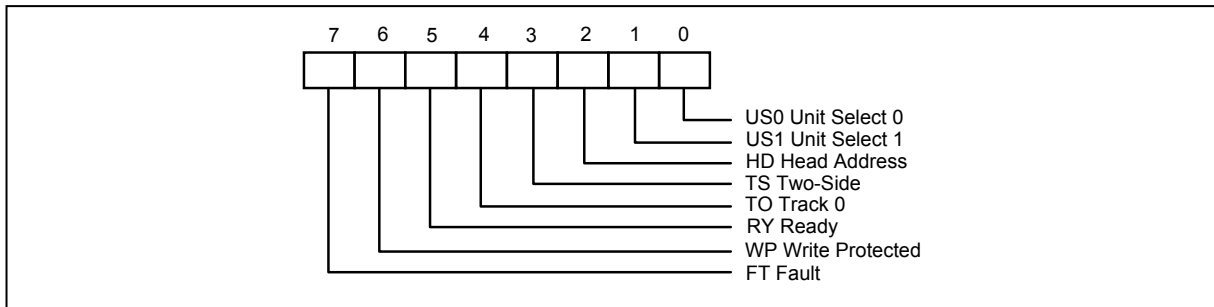 7 6 5 4 3 2 1 0
US0 Unit Select 0
US1 Unit Select 1
HD Head Address
TS Two-Side
TO Track 0
RY Ready
WP Write Protected
FT Fault